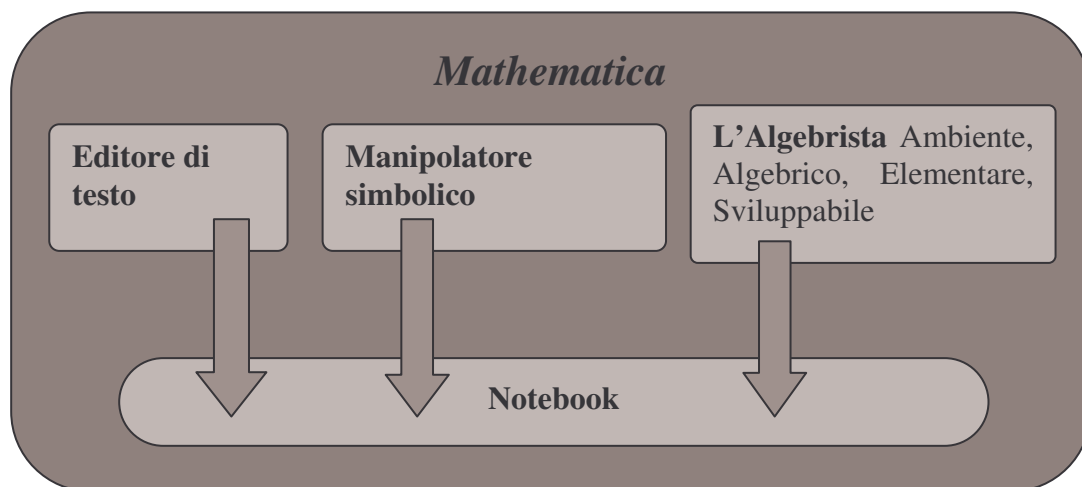 Mathematica
Editore di
testo
Manipolatore
simbolico
L'Algebrista Ambiente,
Algebrico, Elementare,
Sviluppabile
Notebook